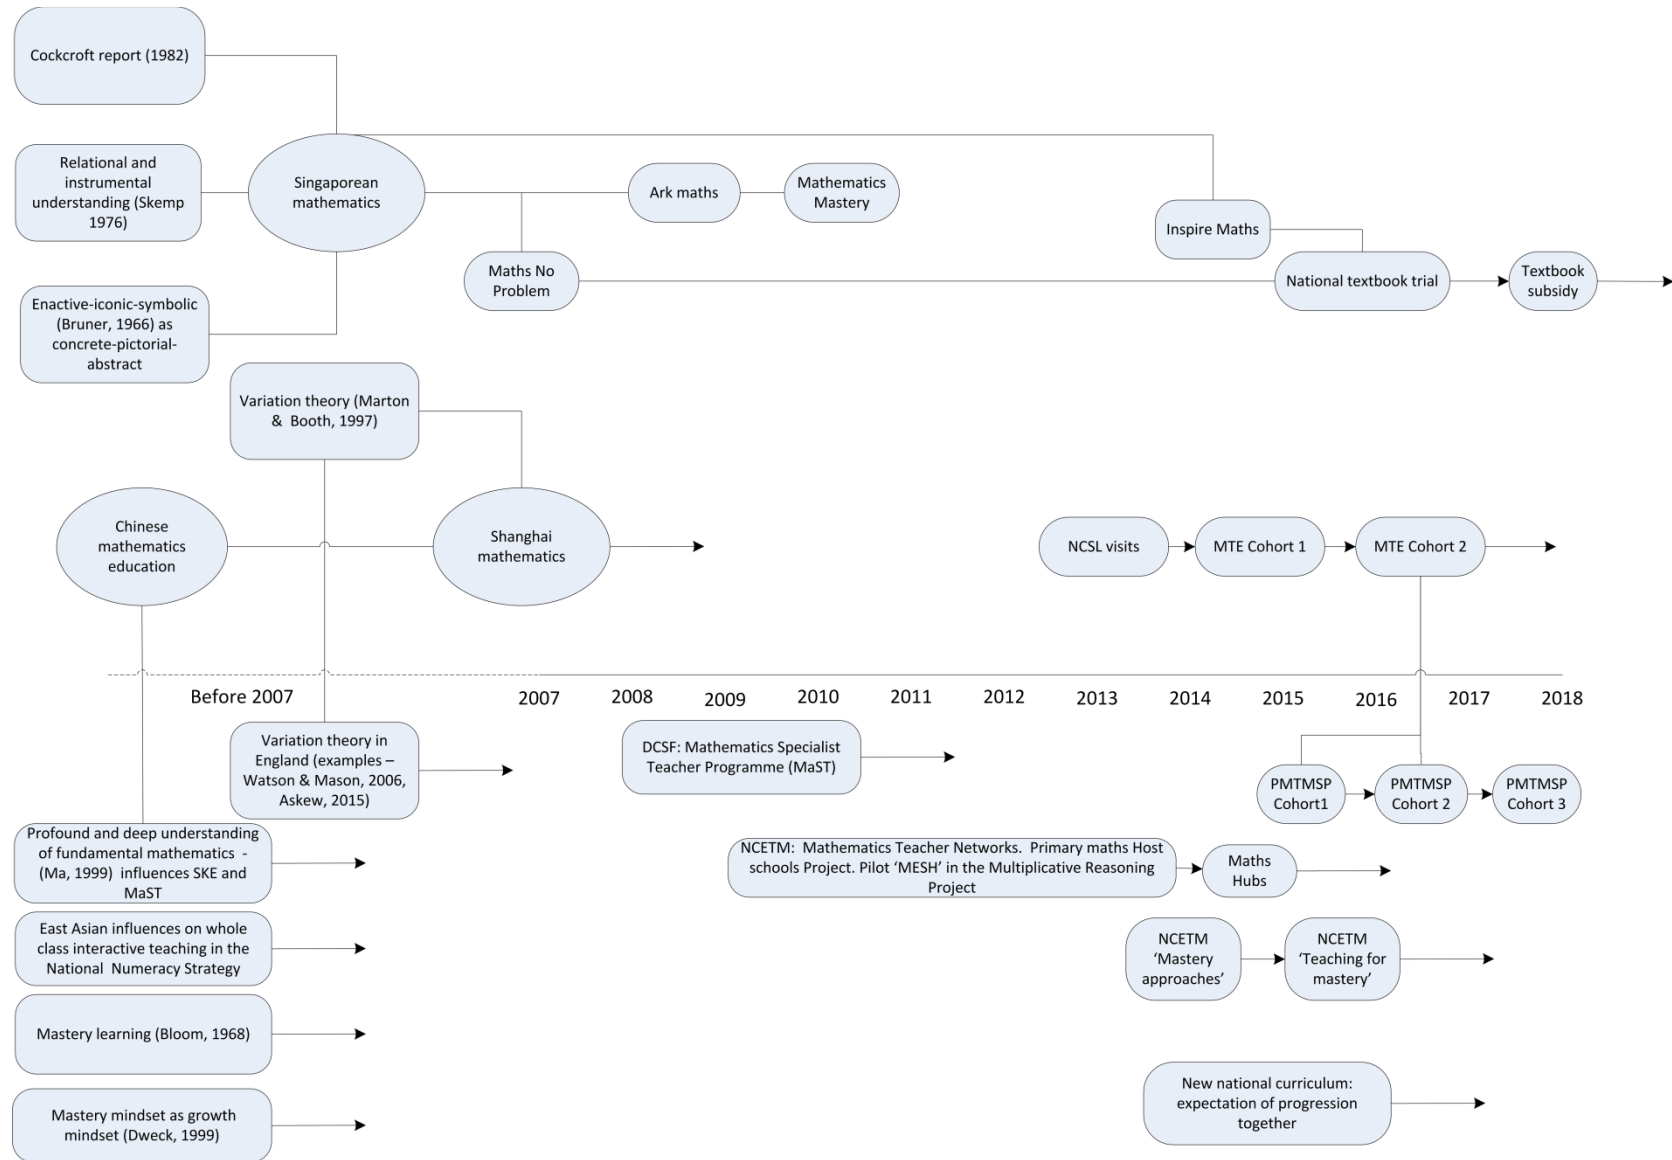 Cockcroft report (1982)
Relational and
instrumental
understanding (Skemp
1976)
Singaporean
mathematics
Ark maths
Mathematics
Mastery
Inspire Maths
Enactive-iconic-symbolic
(Bruner, 1966) as
concrete-pictorial-
abstract
Maths No
Problem
National textbook trial
Textbook
subsidy
Variation theory (Marton
& Booth, 1997)
Chinese
mathematics
education
Shanghai
mathematics
NCSL visits
MTE Cohort 1
MTE Cohort 2
Before 2007
2007
2008
2009
2010
2011
2012
2013
2014
2015
2016
2017
2018
Variation theory in
England (examples –
Watson & Mason, 2006,
Askew, 2015)
DCSF: Mathematics Specialist
Teacher Programme (MaST)
PMTMSP
Cohort1
PMTMSP
Cohort 2
PMTMSP
Cohort 3
Profound and deep understanding
of fundamental mathematics -
(Ma, 1999) influences SKE and
MaST
NCETM: Mathematics Teacher Networks. Primary maths Host
schools Project. Pilot ‘MESH’ in the Multiplicative Reasoning
Project
Maths
Hubs
East Asian influences on whole
class interactive teaching in the
National Numeracy Strategy
NCETM
‘Mastery
approaches’
NCETM
‘Teaching for
mastery’
Mastery learning (Bloom, 1968)
Mastery mindset as growth
mindset (Dweck, 1999)
New national curriculum:
expectation of progression
together